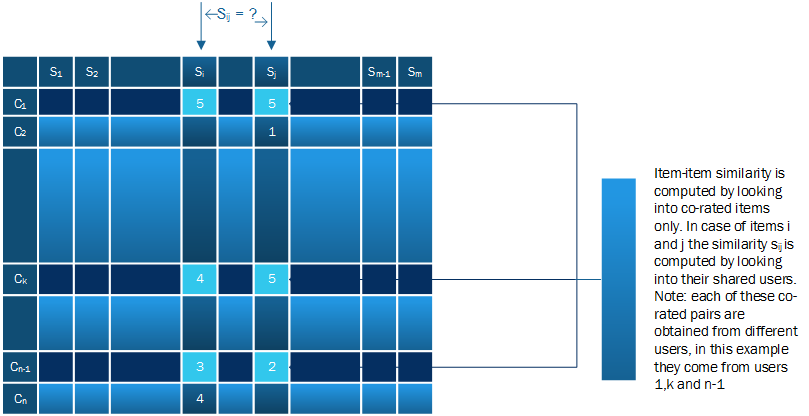 Sij = ?
S1 S2 Si Sj Sm-1 Sm
C1 5 5
C2 1
Ck 4 5
Cn-1 3 2
Cn 4
Item-item similarity is
computed by looking
into co-rated items
only. In case of items i
and j the similarity sij is
computed by looking
into their shared users.
Note: each of these co-
rated pairs are
obtained from different
users, in this example
they come from users
1,k and n-1